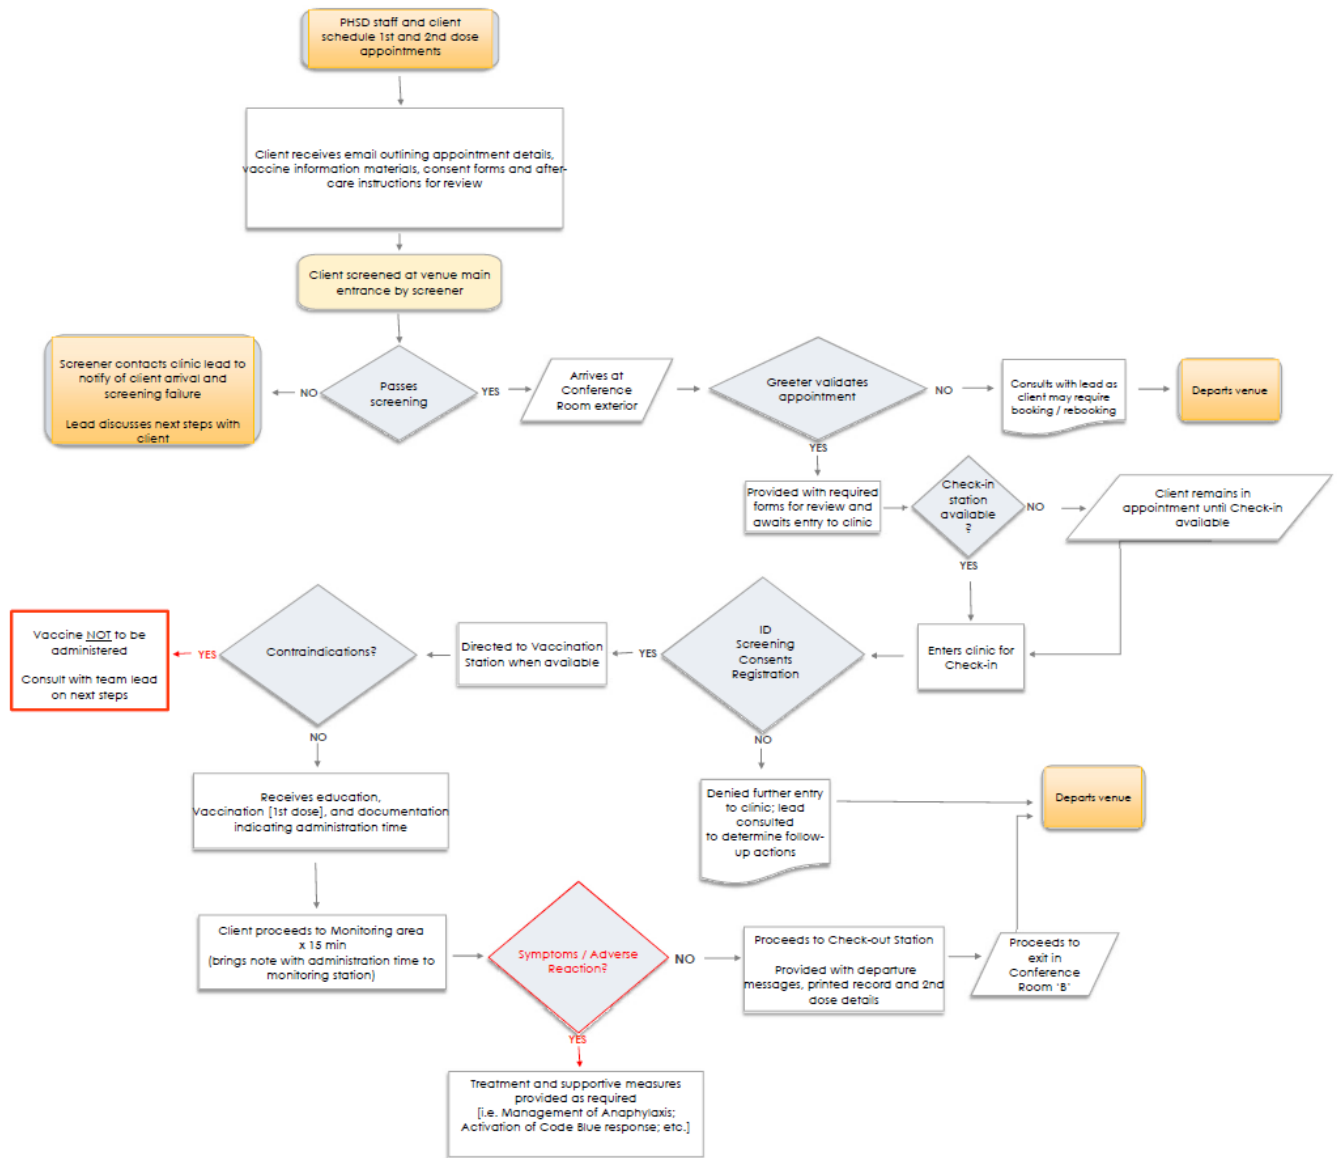 PHSD staff and client
schedule 1st and 2nd dose
appointments
Client receives email outlining appointment details,
vaccine information materials, consent forms and after-
care instructions for review
Client screened at venue main
entrance by screener
Screener contacts clinic lead to
notify of client arrival and
screening failure
Lead discusses next steps with
client
NO
Passes
screening
YES
Arrives at
Conference
Room exterior
Greeter validates
appointment
NO
Consults with lead as
client may require
booking / rebooking
Departs venue
YES
Provided with required
forms for review and
awaits entry to clinic
Check-in
station
available
?
NO
Client remains in
appointment until Check-in
available
YES
Enters clinic for
Check-in
ID
Screening
Consents
Registration
YES
Directed to Vaccination
Station when available
Contraindications?
YES
Vaccine NOT to be
administered
Consult with team lead
on next steps
NO
NO
Receives education,
Vaccination [1st dose], and documentation
indicating administration time
Denied further entry
to clinic; lead
consulted
to determine follow-
up actions
Departs venue
Client proceeds to Monitoring area
x 15 min
(brings note with administration time to
monitoring station)
Symptoms / Adverse
Reaction?
NO
Proceeds to Check-out Station
Provided with departure
messages, printed record and 2nd
dose details
Proceeds to
exit in
Conference
Room 'B'
YES
Treatment and supportive measures
provided as required
[i.e. Management of Anaphylaxis;
Activation of Code Blue response; etc.]